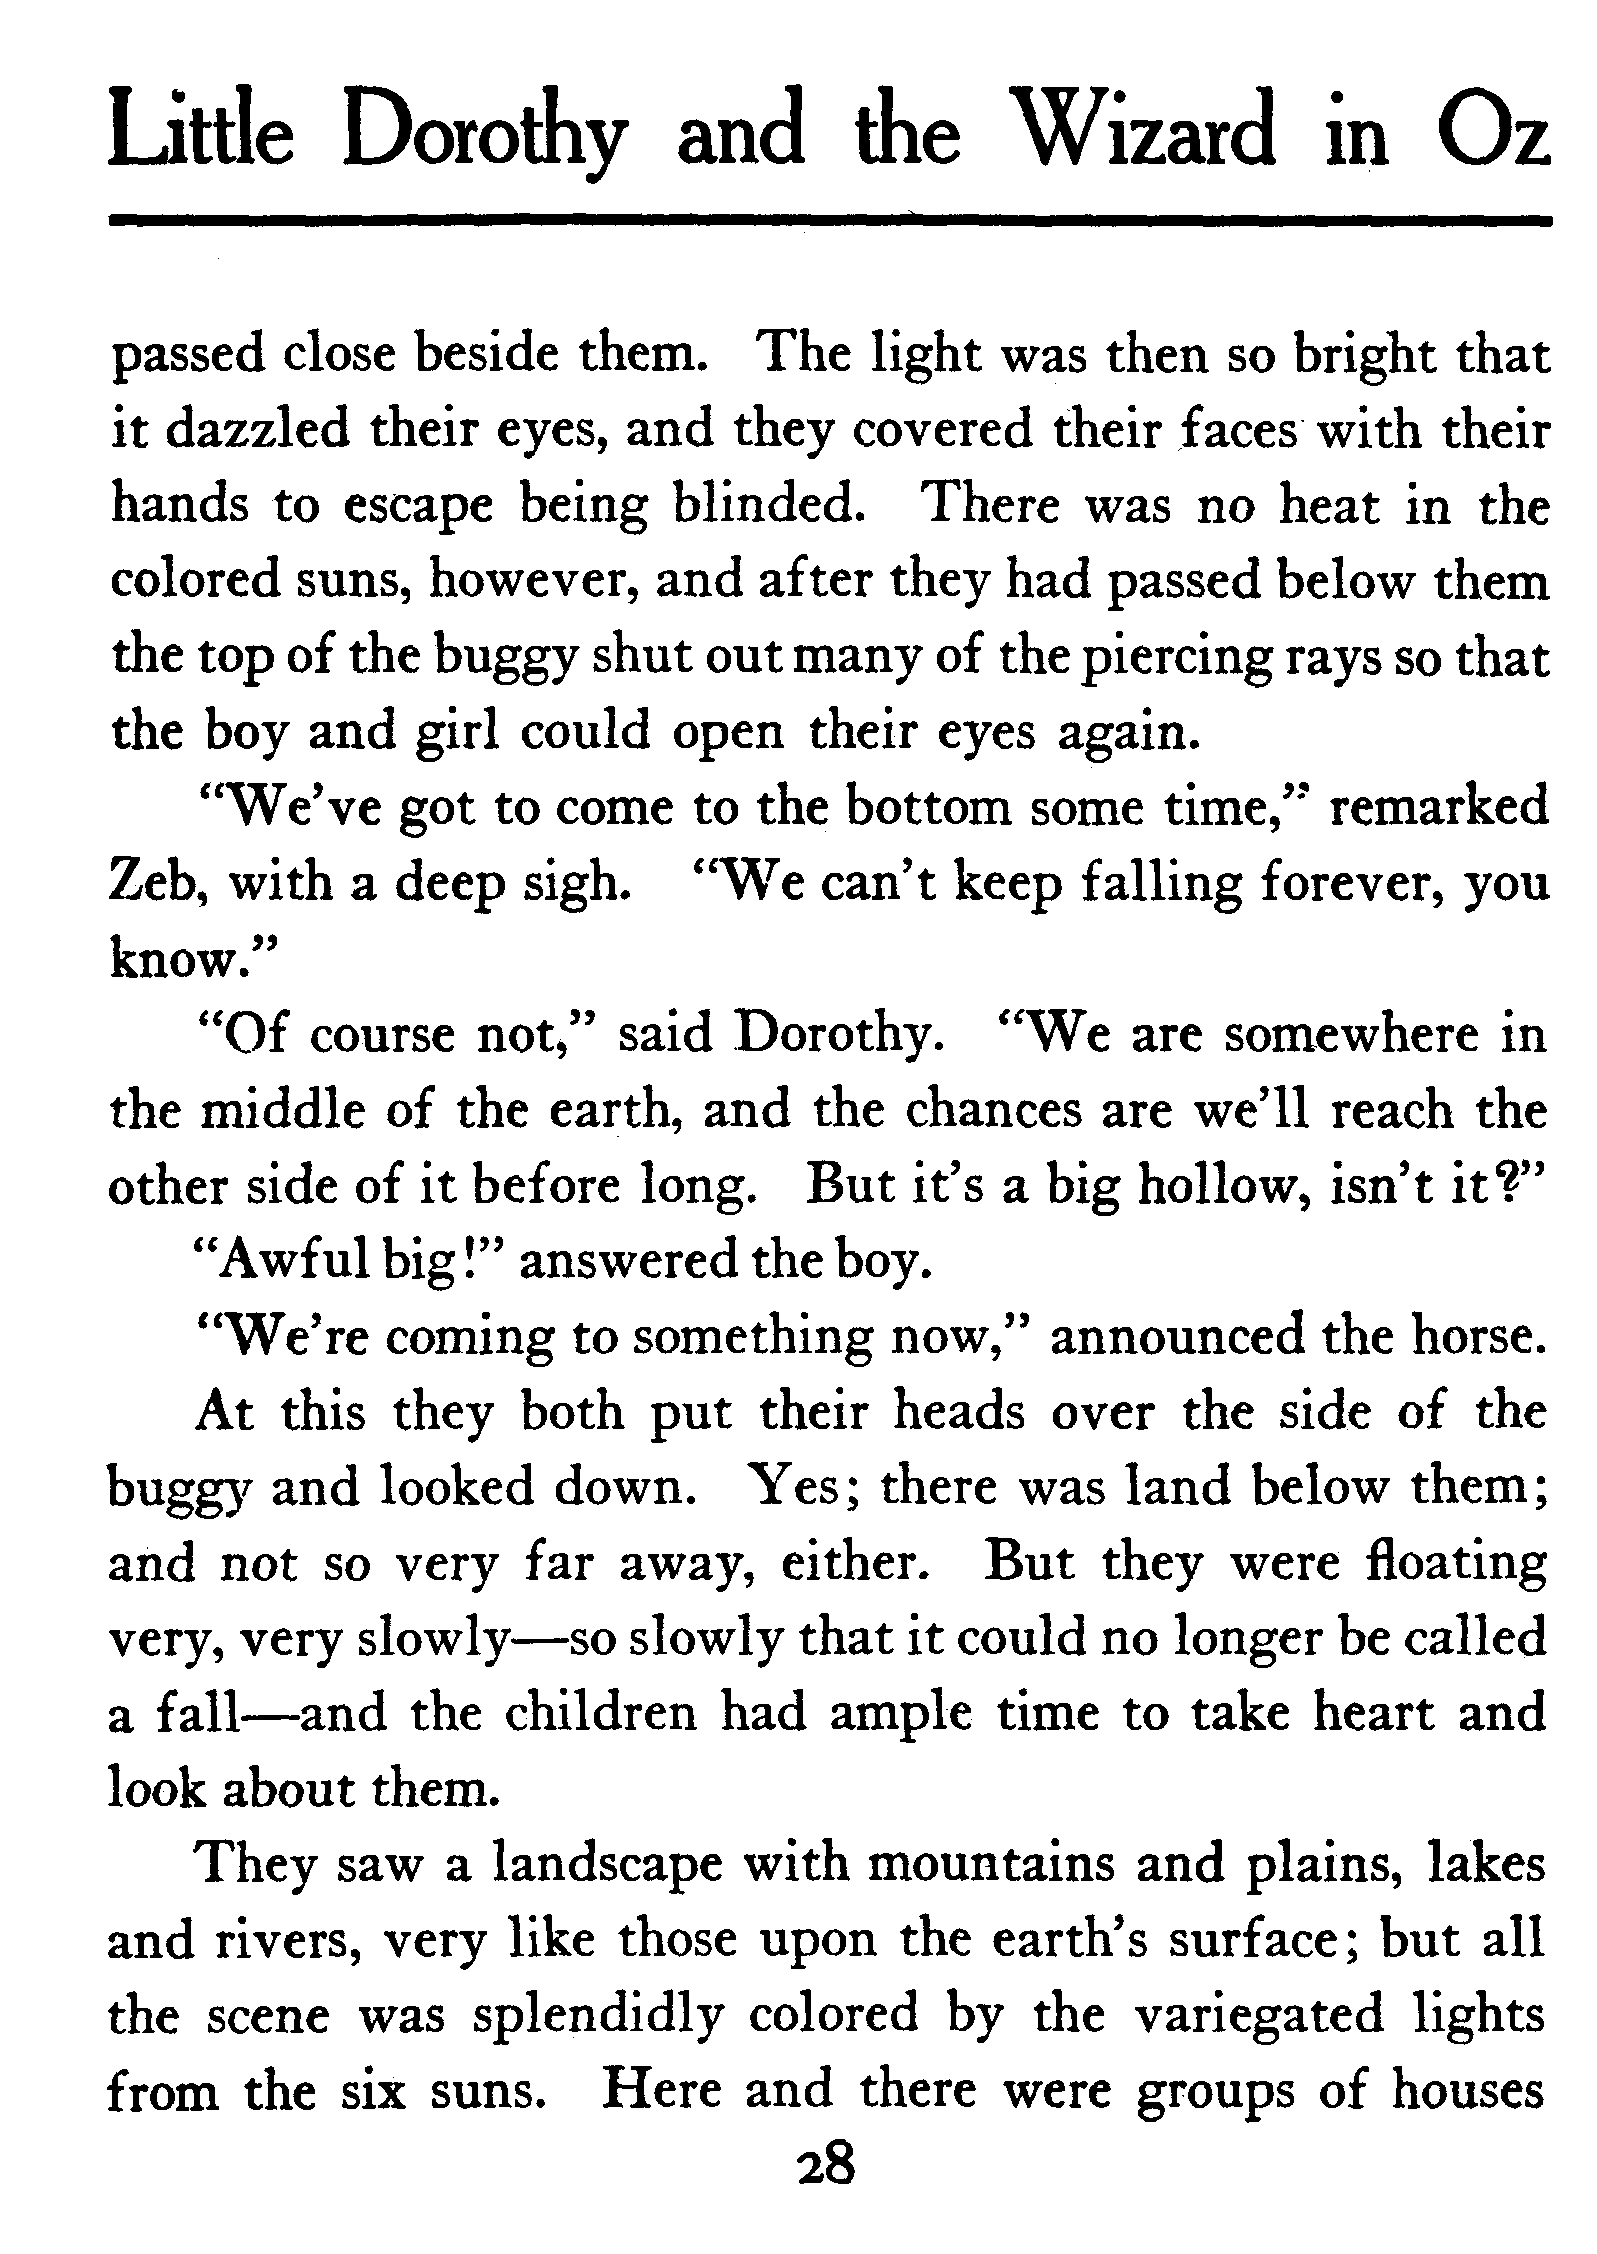 Little Dorothy and the Wizard in Oz
passed close beside them. The light was then so bright that
it dazzled their eyes, and they covered their faces with their
hands to escape being blinded. There was no heat in the
colored suns, however, and after they had passed below them
the top of the buggy shut out many of the piercing rays so that
the boy and girl could open their eyes again.
“We’ve got to come to the bottom some time,” remarked
Zeb, with a deep sigh. “We can’t keep falling forever, you
know.”
“Of course not,” said Dorothy. “We are somewhere in
the middle of the earth, and the chances are we’ll reach the
other side of it before long. But it’s a big hollow, isn’t it?”
“Awful big!” answered the boy.
“We’re coming to something now,” announced the horse.
At this they both put their heads over the side of the
buggy and looked down. Yes; there was land below them;
and not so very far away, either. But they were floating
very, very slowly—so slowly that it could no longer be called
a fall—and the children had ample time to take heart and
look about them.
They saw a landscape with mountains and plains, lakes
and rivers, very like those upon the earth’s surface; but all
the scene was splendidly colored by the variegated lights
from the six suns. Here and there were groups of houses
28